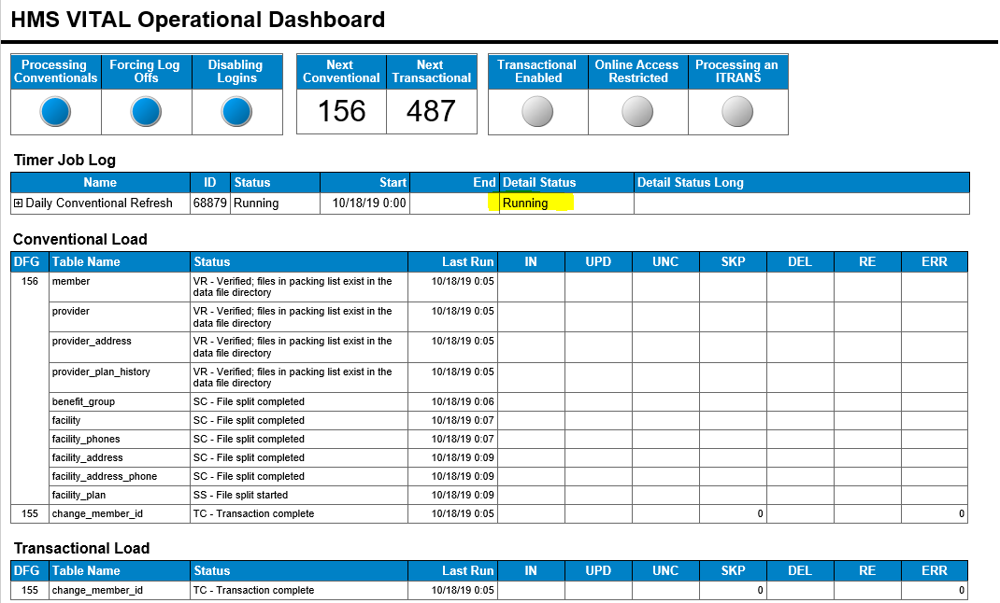 HMS VITAL Operational Dashboard
Processing Conventionals Forcing Log Offs Disabling Logins Next Conventional Next Transactional Transactional Enabled Online Access Restricted Processing an ITRANS
156 487
Timer Job Log
Name ID Status Start End Detail Status Detail Status Long
Daily Conventional Refresh 68879 Running 10/18/19 0:00 Running
Conventional Load
DFG Table Name Status Last Run IN UPD UNC SKP DEL RE ERR
156 member VR - Verified; files in packing list exist in the 10/18/19 0:05
data file directory
provider VR - Verified; files in packing list exist in the 10/18/19 0:05
data file directory
provider_address VR - Verified; files in packing list exist in the 10/18/19 0:05
data file directory
provider_plan_history VR - Verified; files in packing list exist in the 10/18/19 0:05
data file directory
benefit_group SC - File split completed 10/18/19 0:06
facility SC - File split completed 10/18/19 0:07
facility_phones SC - File split completed 10/18/19 0:07
facility_address SC - File split completed 10/18/19 0:09
facility_address_phone SC - File split completed 10/18/19 0:09
facility_plan SS - File split started 10/18/19 0:09
155 change_member_id TC - Transaction complete 10/18/19 0:05 0 0
Transactional Load
DFG Table Name Status Last Run IN UPD UNC SKP DEL RE ERR
155 change_member_id TC - Transaction complete 10/18/19 0:05 0 0